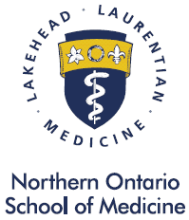 LAKEHEAD · LAURENTIAN
MEDICINE
Northern Ontario
School of Medicine